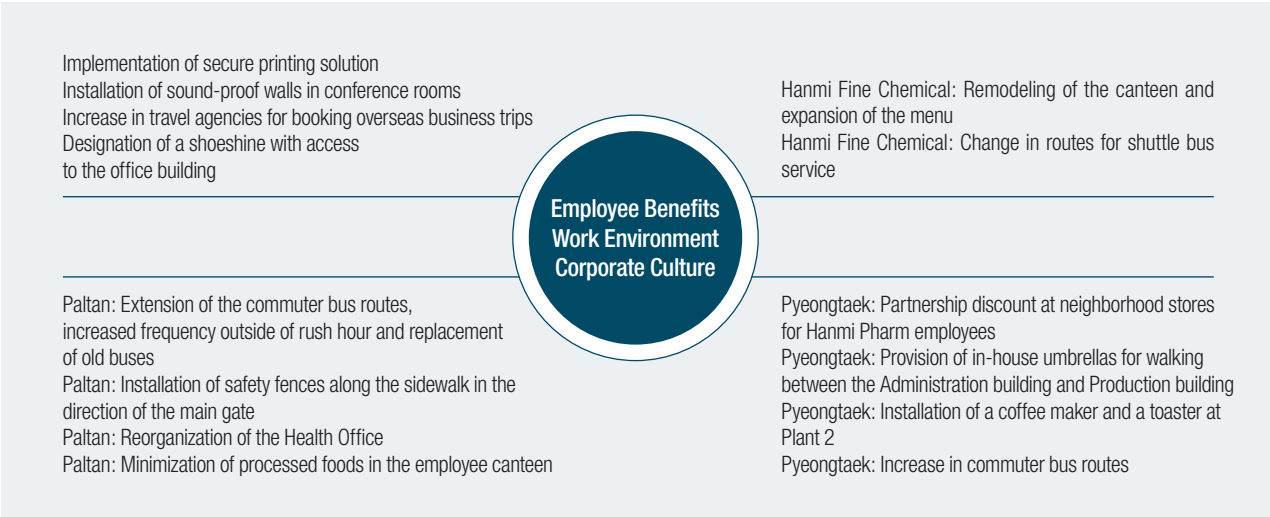 Implementation of secure printing solution
Installation of sound-proof walls in conference rooms
Increase in travel agencies for booking overseas business trips
Designation of a shoeshine with access
to the office building
Hanmi Fine Chemical: Remodeling of the canteen and
expansion of the menu
Hanmi Fine Chemical: Change in routes for shuttle bus
service
Employee Benefits
Work Environment
Corporate Culture
Paltan: Extension of the commuter bus routes,
increased frequency outside of rush hour and replacement
of old buses
Paltan: Installation of safety fences along the sidewalk in the
direction of the main gate
Paltan: Reorganization of the Health Office
Paltan: Minimization of processed foods in the employee canteen
Pyeongtaek: Partnership discount at neighborhood stores
for Hanmi Pharm employees
Pyeongtaek: Provision of in-house umbrellas for walking
between the Administration building and Production building
Pyeongtaek: Installation of a coffee maker and a toaster at
Plant 2
Pyeongtaek: Increase in commuter bus routes